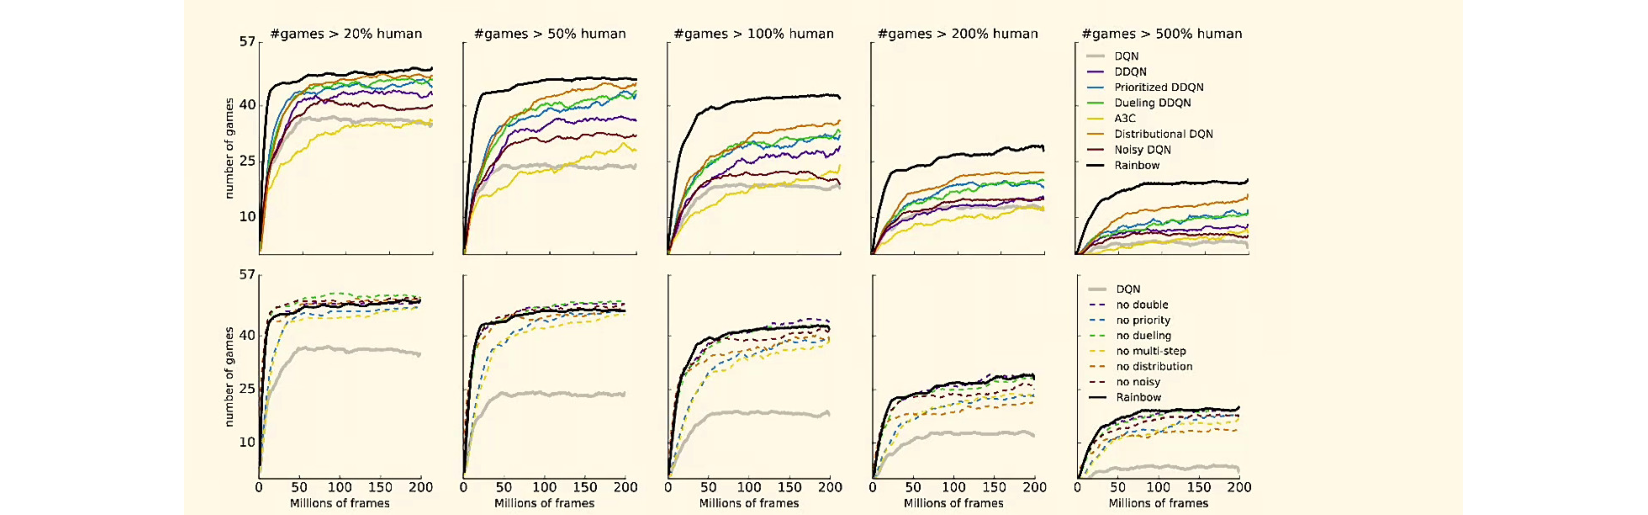 #games > 20% human
#games > 50% human
#games > 100% human
#games > 200% human
#games > 500% human
57
40
25
10
number of games
DQN
DDQN
Prioritized DDQN
Dueling DDQN
A3C
Distributional DQN
Noisy DQN
Rainbow
57
40
25
10
number of games
DQN
no double
no priority
no dueling
no multi-step
no distribution
no noisy
Rainbow
0 50 100 150 200
0 50 100 150 200
0 50 100 150 200
0 50 100 150 200
0 50 100 150 200
Millions of frames
Millions of frames
Millions of frames
Millions of frames
Millions of frames